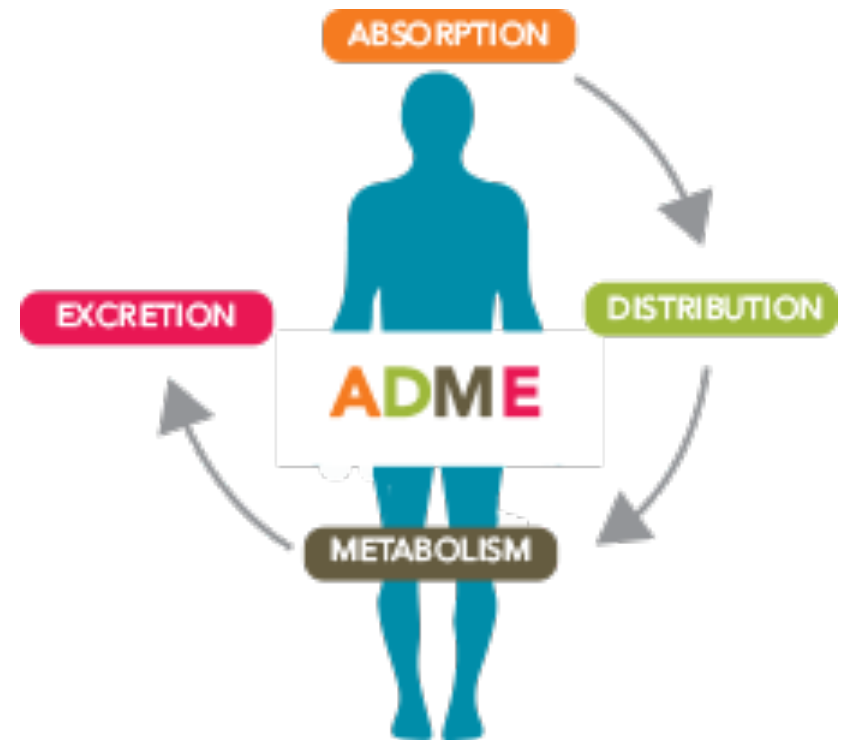 ABSORPTION
DISTRIBUTION
EXCRETION
ADME
METABOLISM